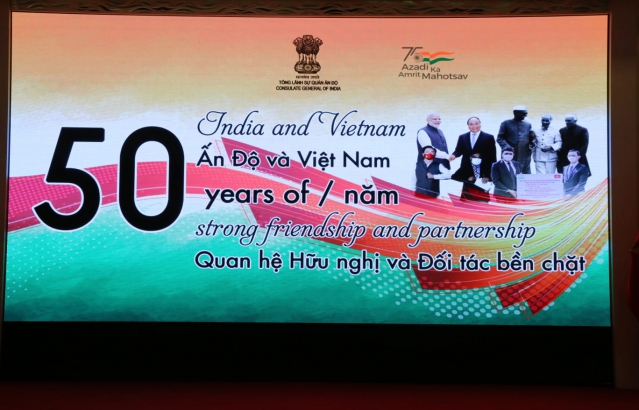 TỔNG LÃNH SỰ QUÁN ẤN ĐỘ
CONSULATE GENERAL OF INDIA
75
Azadi Ka
Amrit Mahotsav
50
India and Vietnam
Ấn Độ và Việt Nam
years of / năm
strong friendship and partnership
Quan hệ Hữu nghị và Đối tác bền chặt